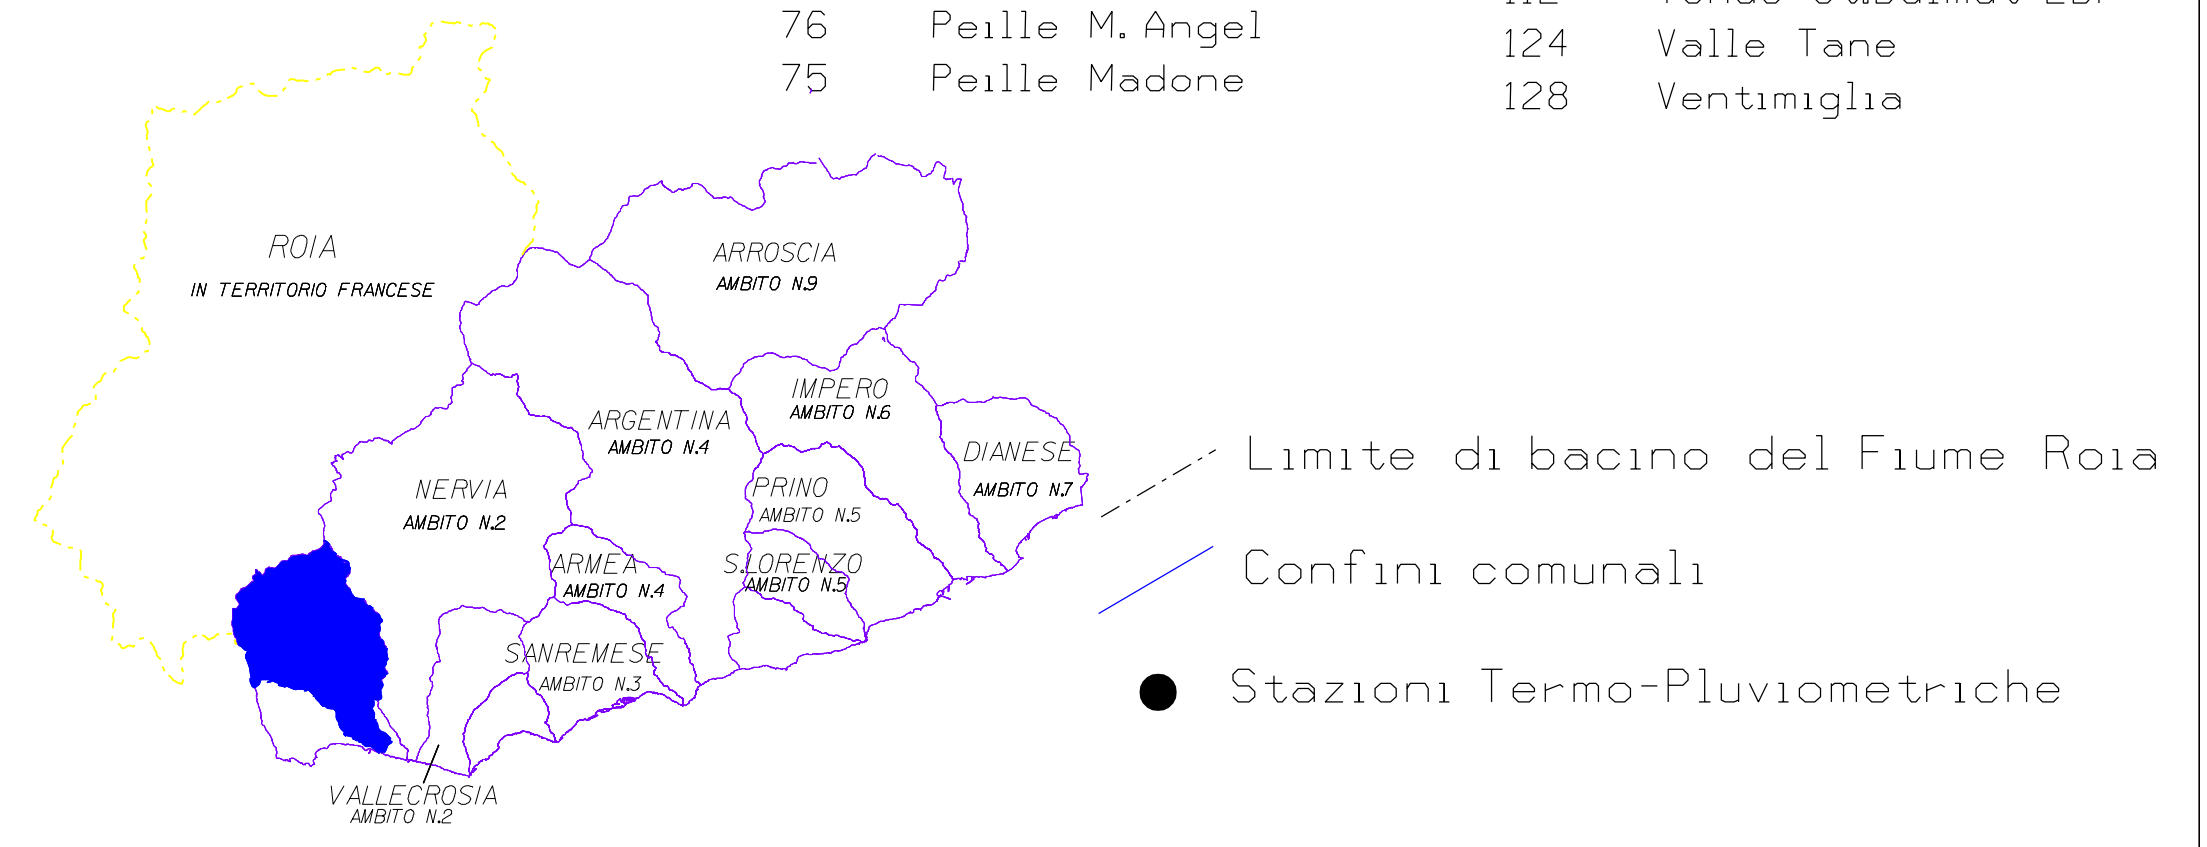 76 Peille M. Angel
75 Peille Madone
124 Valle Tane
128 Ventimiglia
ROIA
IN TERRITORIO FRANCESE
ARROSCIA
AMBITO N.9
IMPERO
AMBITO N.6
ARGENTINA
AMBITO N.4
DIANESE
AMBITO N.7
NERVIA
AMBITO N.2
PRINO
AMBITO N.5
ARMEA
AMBITO N.4
S.LORENZO
AMBITO N.5
SANREMESE
AMBITO N.3
VALLECROSIA
AMBITO N.2
Limite di bacino del Fiume Roia
Confini comunali
Stazioni Termo-Pluviometriche